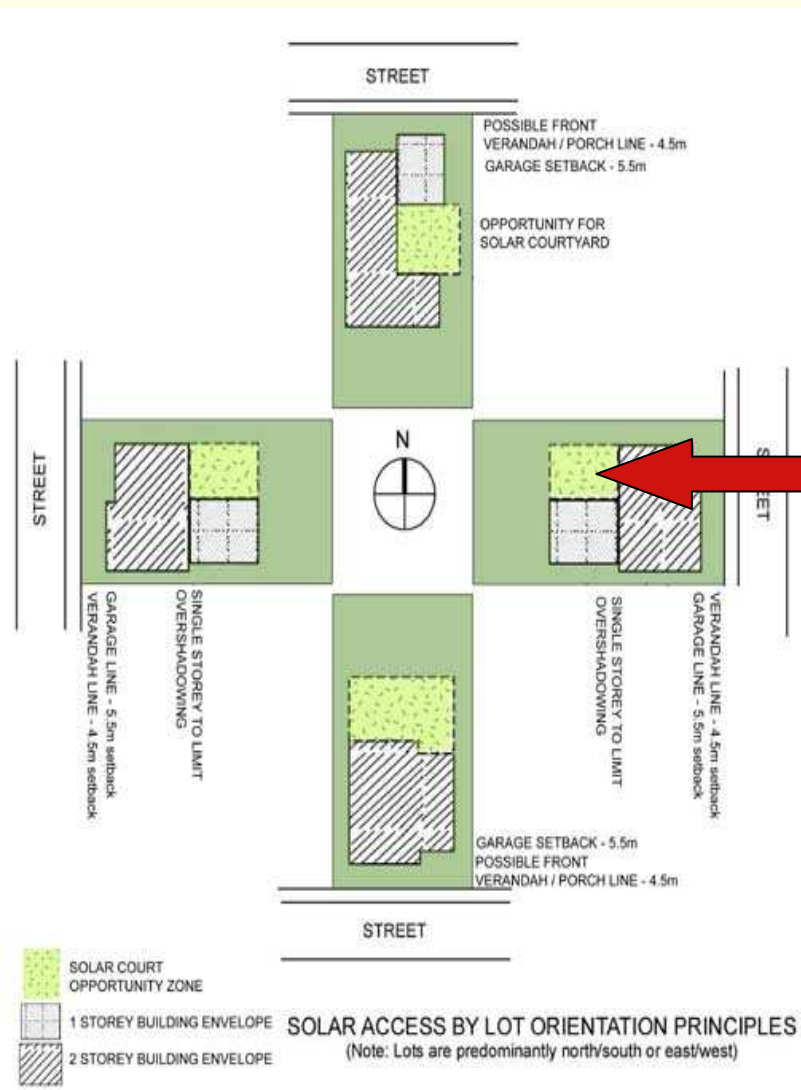 STREET
POSSIBLE FRONT
VERANDAH / PORCH LINE - 4.5m
GARAGE SETBACK - 5.5m
OPPORTUNITY FOR
SOLAR COURTYARD
STREET
N
STREET
GARAGE LINE - 5.5m setback
VERANDAH LINE - 4.5m setback
SINGLE STOREY TO LIMIT
OVERSHADOWING
SINGLE STOREY TO LIMIT
OVERSHADOWING
VERANDAH LINE - 4.5m setback
GARAGE LINE - 5.5m setback
GARAGE SETBACK - 5.5m
POSSIBLE FRONT
VERANDAH / PORCH LINE - 4.5m
STREET
SOLAR COURT
OPPORTUNITY ZONE
1 STOREY BUILDING ENVELOPE
2 STOREY BUILDING ENVELOPE
SOLAR ACCESS BY LOT ORIENTATION PRINCIPLES
(Note: Lots are predominantly north/south or east/west)